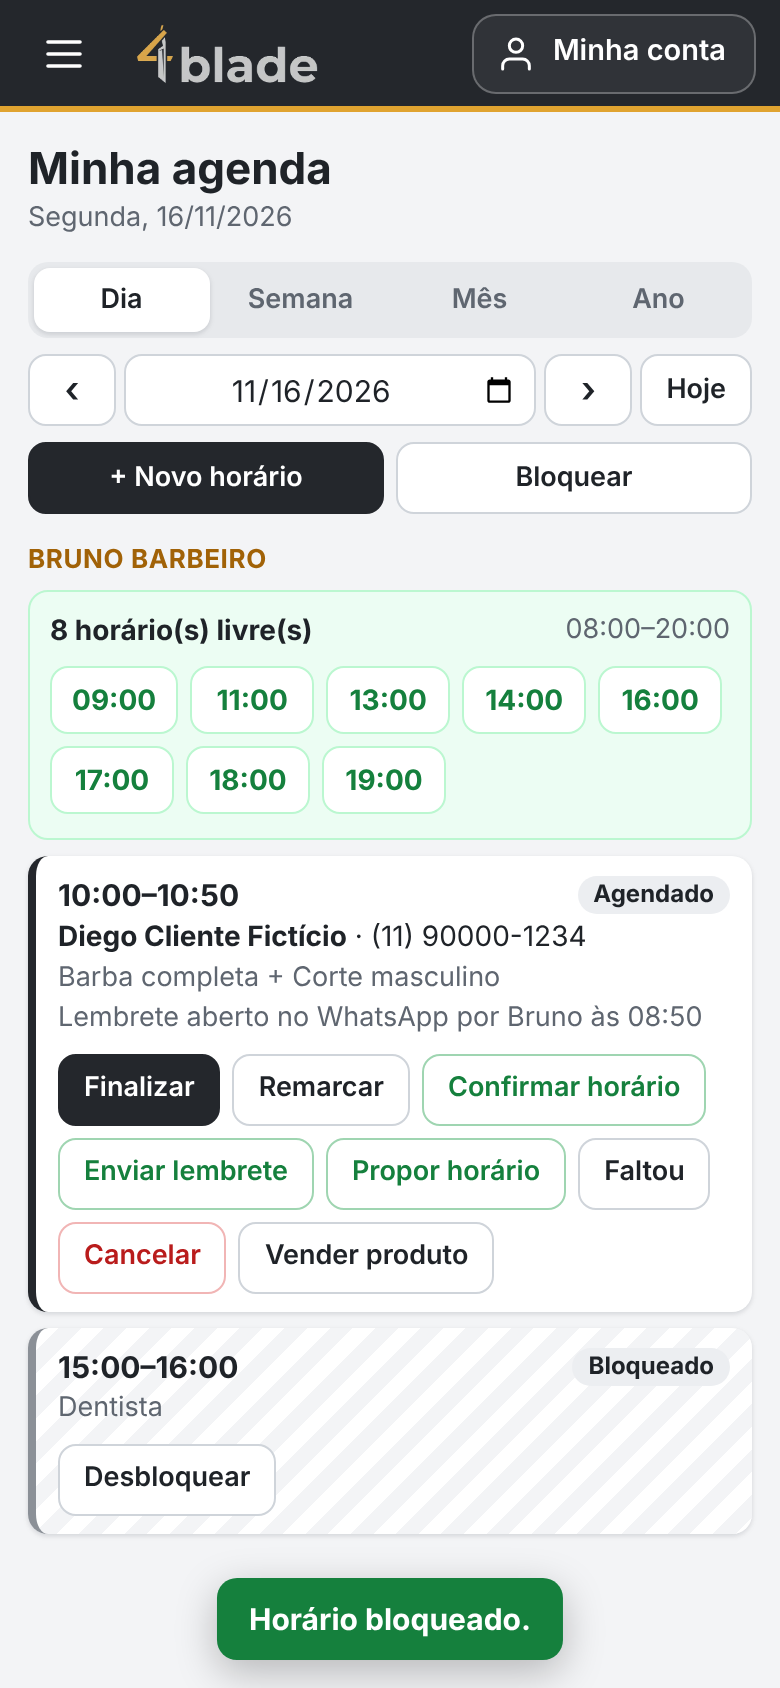 4blade
Minha conta
Minha agenda
Segunda, 16/11/2026
Dia Semana Mês Ano
‹ 11/16/2026 › Hoje
+ Novo horário Bloquear
BRUNO BARBEIRO
8 horário(s) livre(s) 08:00–20:00
09:00 11:00 13:00 14:00 16:00
17:00 18:00 19:00
10:00–10:50 Agendado
Diego Cliente Fictício · (11) 90000-1234
Barba completa + Corte masculino
Lembrete aberto no WhatsApp por Bruno às 08:50
Finalizar Remarcar Confirmar horário
Enviar lembrete Propor horário Faltou
Cancelar Vender produto
15:00–16:00 Bloqueado
Dentista
Desbloquear
Horário bloqueado.